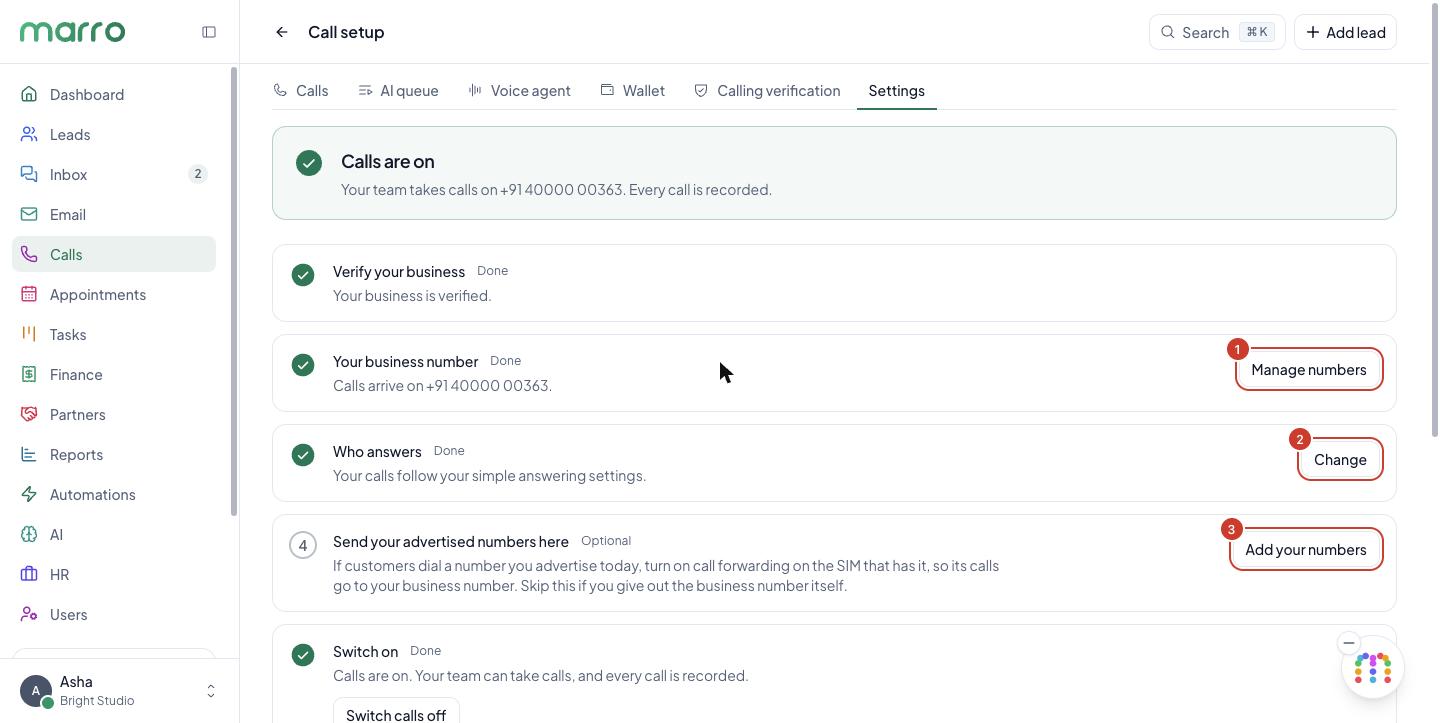 marro
Call setup
Search ⌘ K
Add lead
Dashboard
Leads
Inbox 2
Email
Calls
Appointments
Tasks
Finance
Partners
Reports
Automations
AI
HR
Users
A
Asha
Bright Studio
Calls AI queue Voice agent Wallet Calling verification Settings
Calls are on
Your team takes calls on +91 40000 00363. Every call is recorded.
Verify your business Done
Your business is verified.
Your business number Done
Calls arrive on +91 40000 00363.
1
Manage numbers
Who answers Done
Your calls follow your simple answering settings.
2
Change
4
Send your advertised numbers here Optional
If customers dial a number you advertise today, turn on call forwarding on the SIM that has it, so its calls
go to your business number. Skip this if you give out the business number itself.
3
Add your numbers
Switch on Done
Calls are on. Your team can take calls, and every call is recorded.
Switch calls off